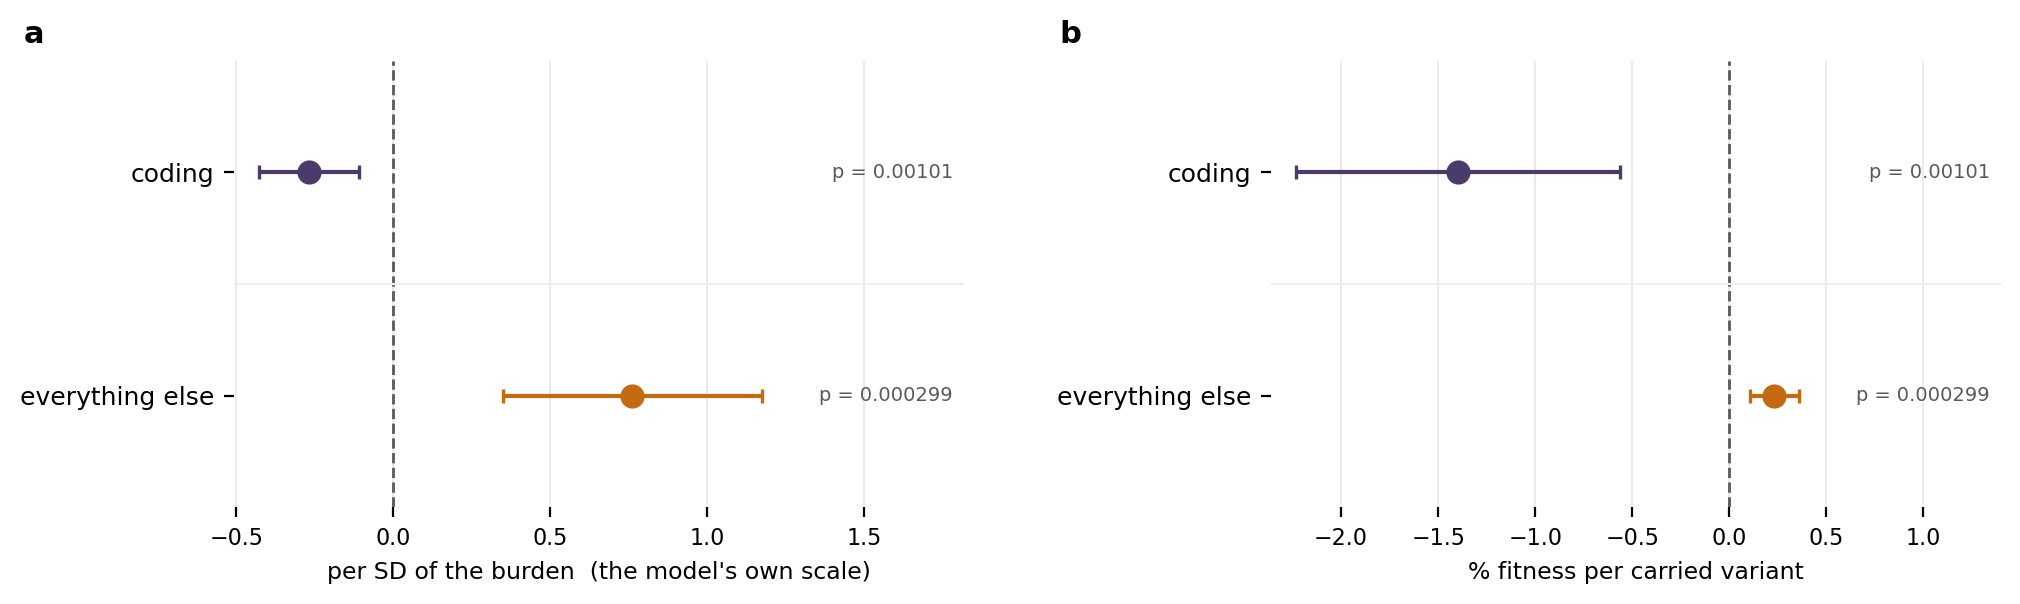 a
coding
p = 0.00101
everything else
p = 0.000299
−0.5 0.0 0.5 1.0 1.5
per SD of the burden (the model's own scale)
b
coding
p = 0.00101
everything else
p = 0.000299
−2.0 −1.5 −1.0 −0.5 0.0 0.5 1.0
% fitness per carried variant